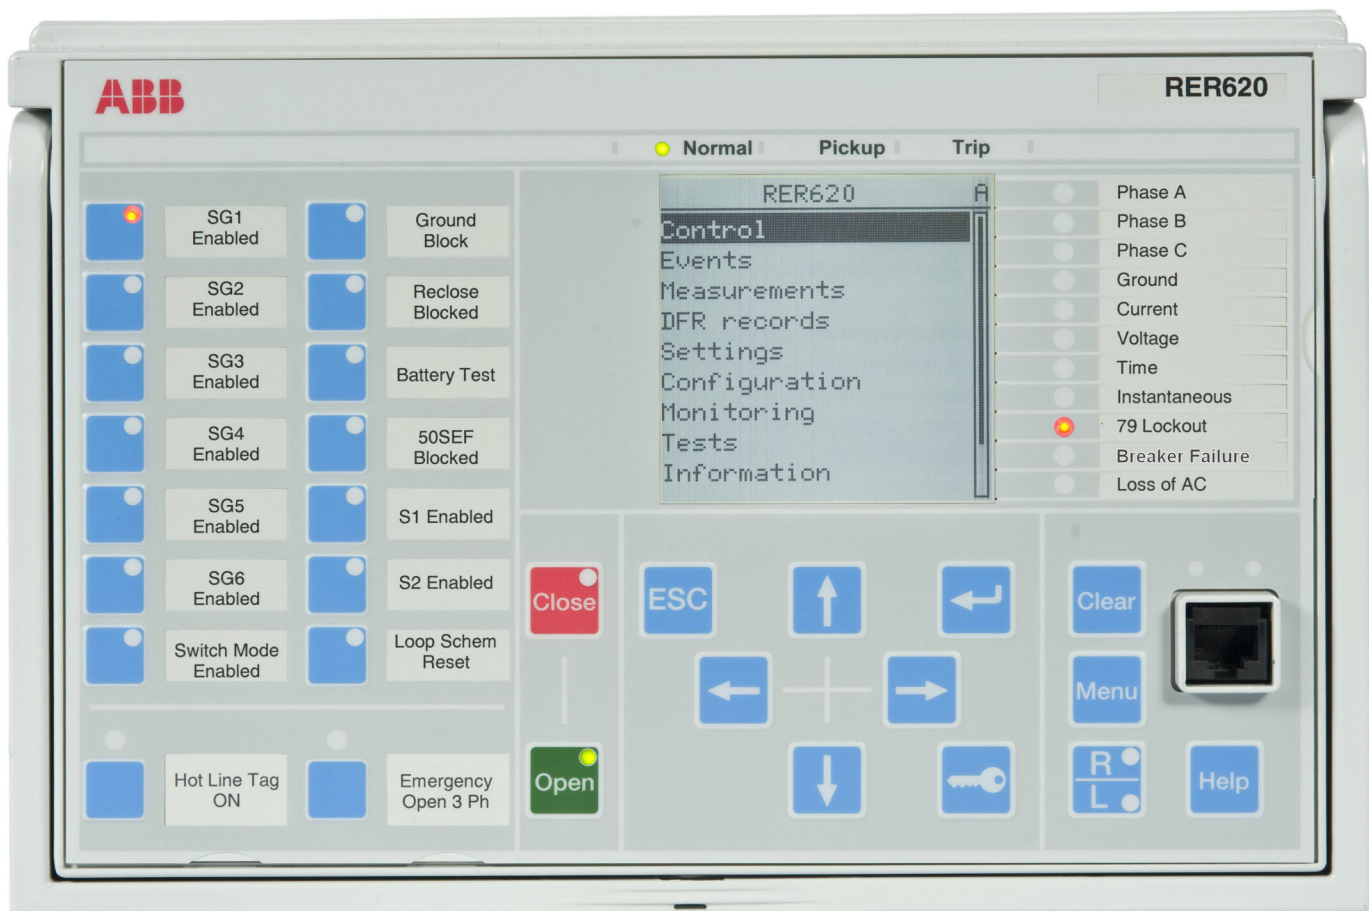 ABB
RER620
Normal
Pickup
Trip
SG1
Enabled
Ground
Block
SG2
Enabled
Reclose
Blocked
SG3
Enabled
Battery Test
SG4
Enabled
50SEF
Blocked
SG5
Enabled
S1 Enabled
SG6
Enabled
S2 Enabled
Switch Mode
Enabled
Loop Schem
Reset
Hot Line Tag
ON
Emergency
Open 3 Ph
RER620 A
Control
Events
Measurements
DFR records
Settings
Configuration
Monitoring
Tests
Information
Phase A
Phase B
Phase C
Ground
Current
Voltage
Time
Instantaneous
79 Lockout
Breaker Failure
Loss of AC
Close
Open
ESC
Clear
Menu
R
L
Help